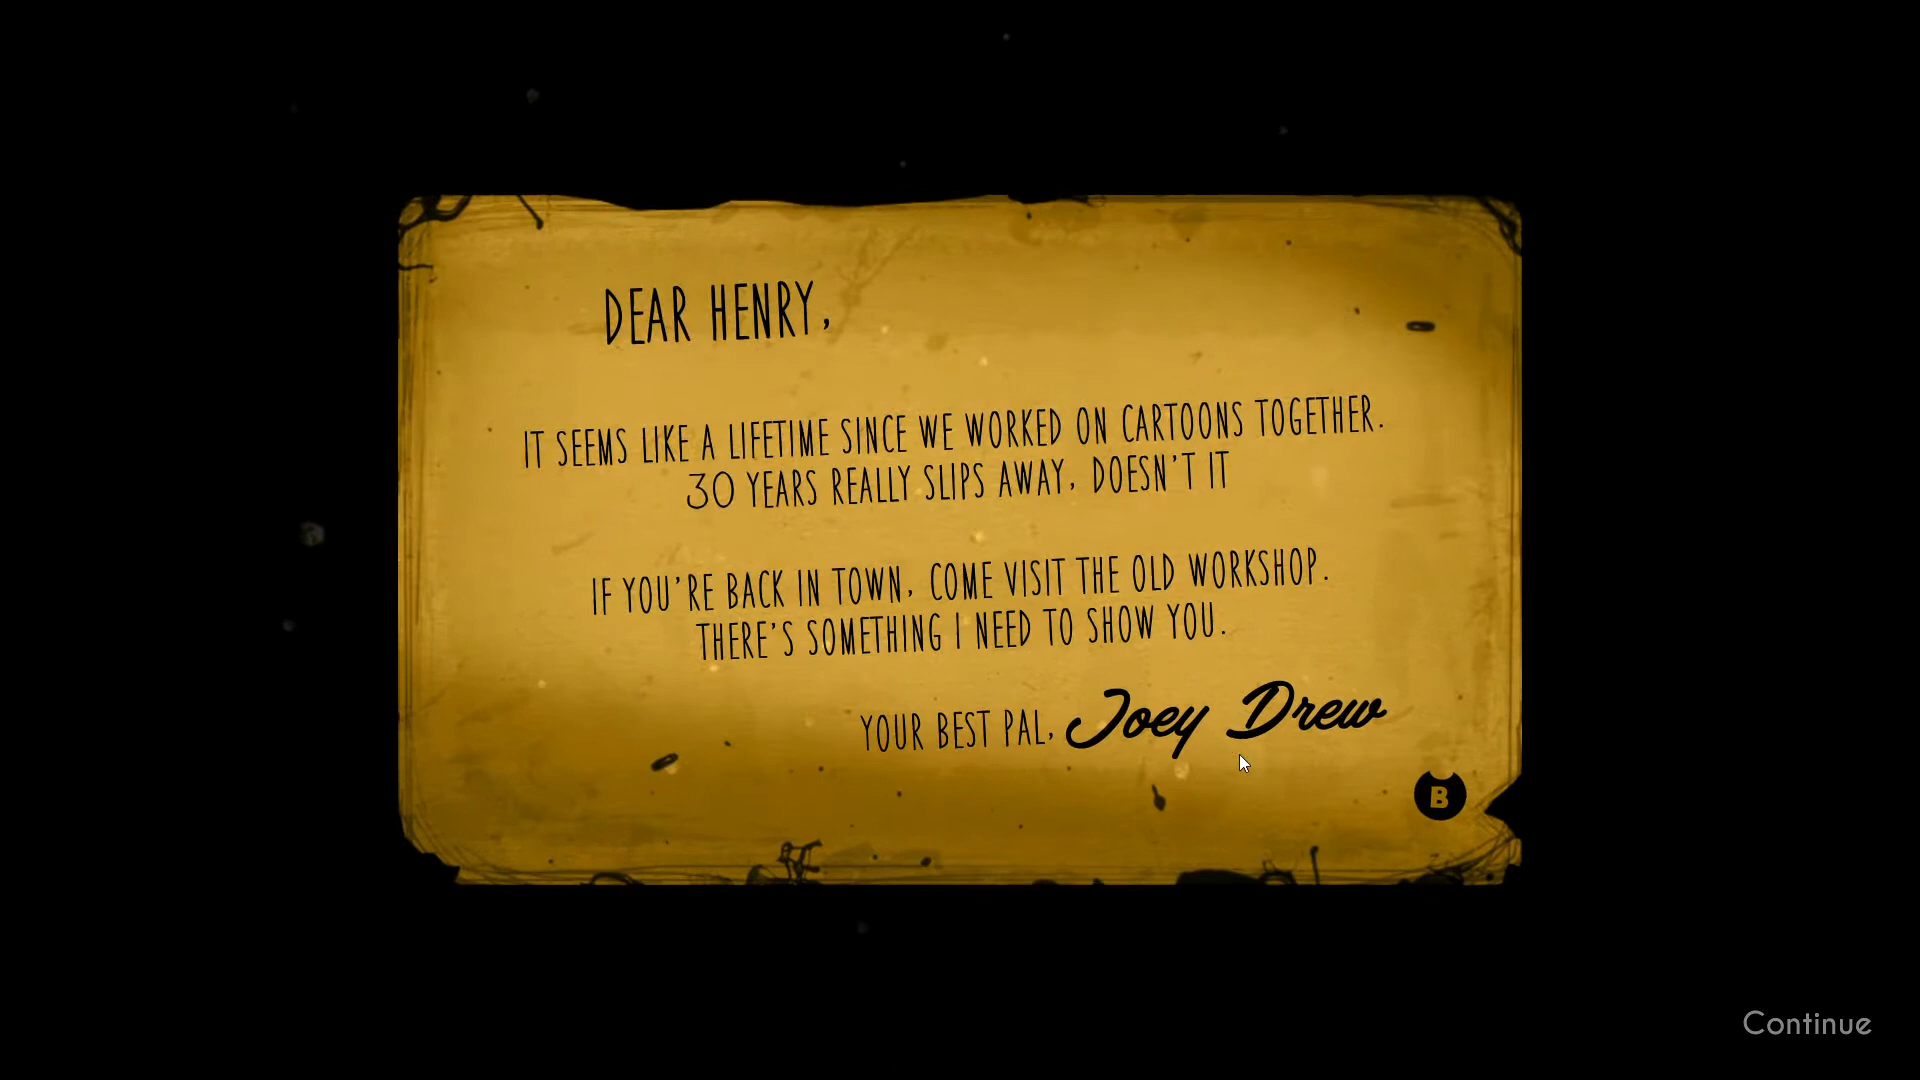 DEAR HENRY,
IT SEEMS LIKE A LIFETIME SINCE WE WORKED ON CARTOONS TOGETHER.
30 YEARS REALLY SLIPS AWAY, DOESN'T IT
IF YOU'RE BACK IN TOWN, COME VISIT THE OLD WORKSHOP.
THERE'S SOMETHING I NEED TO SHOW YOU.
YOUR BEST PAL, Joey Drew
B
Continue